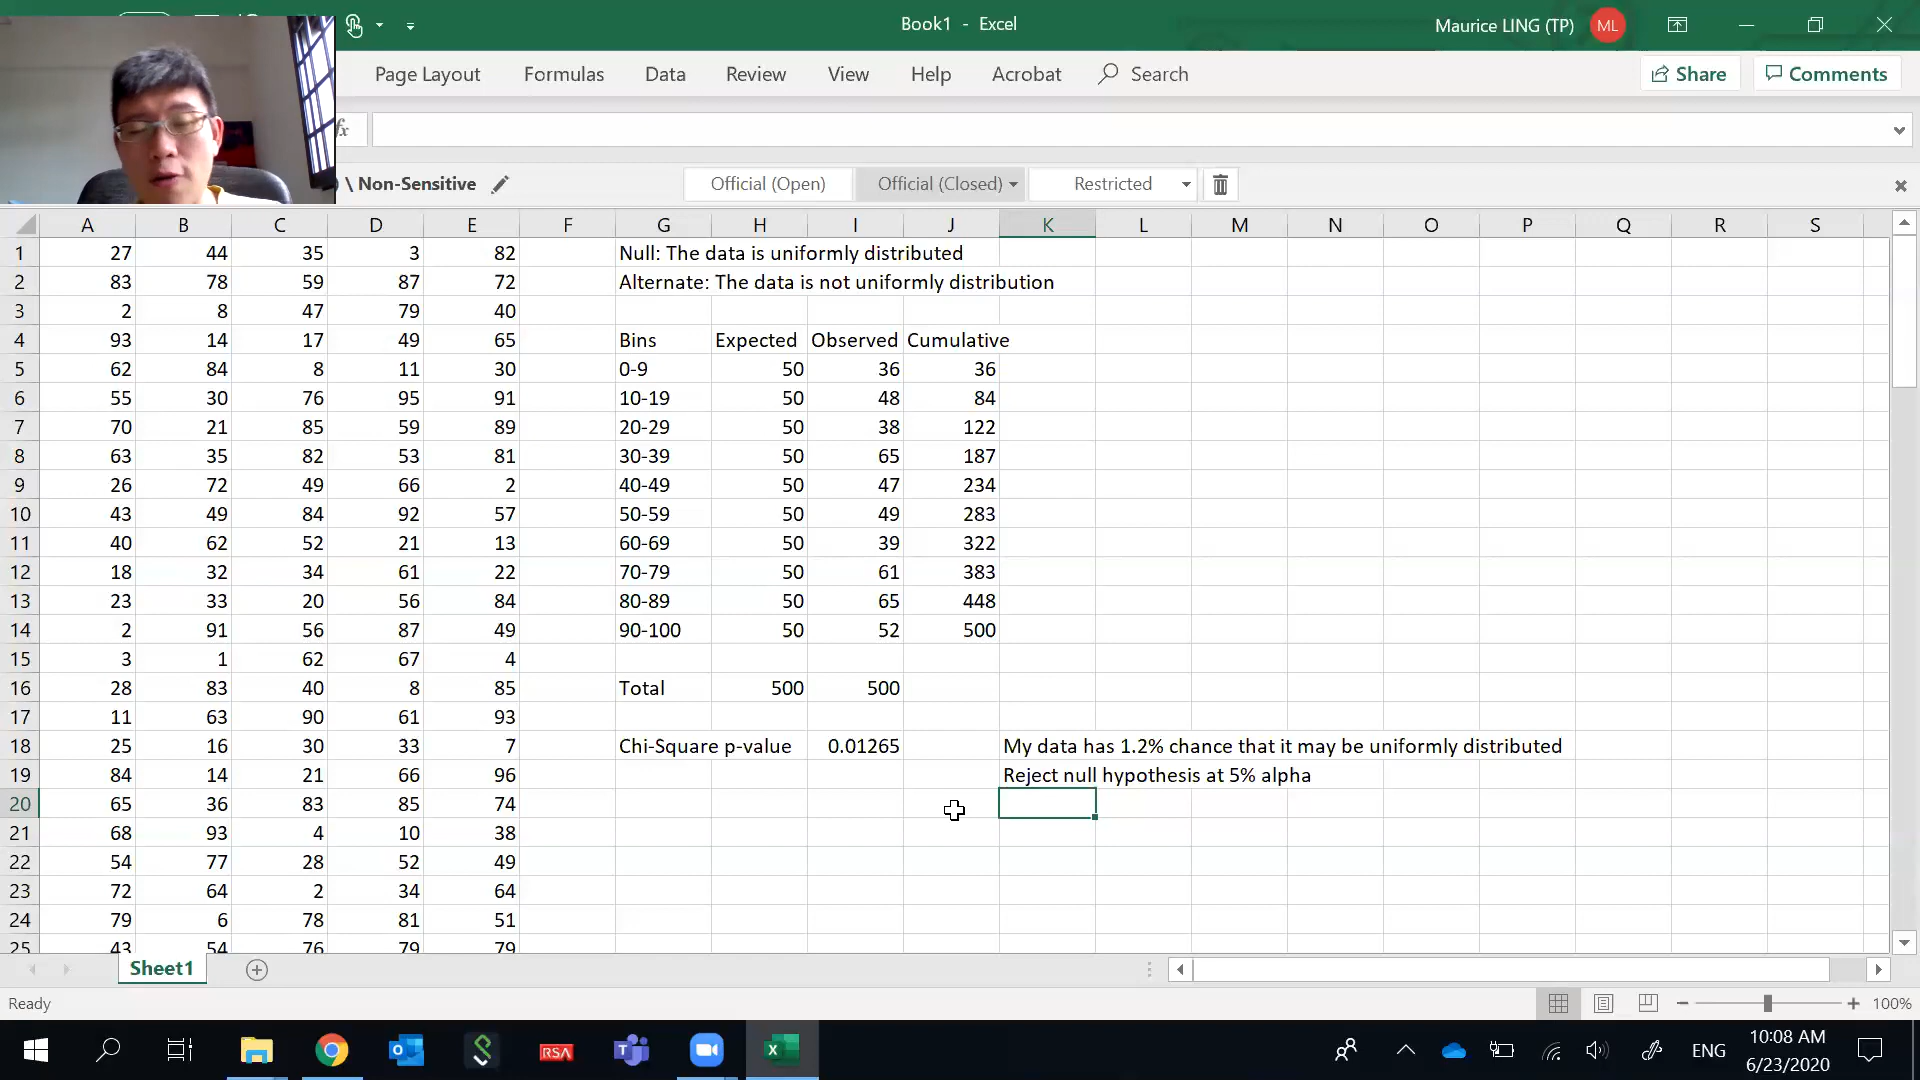 Book1 - Excel
Maurice LING (TP) ML
Page Layout Formulas Data Review View Help Acrobat Search Share Comments
fx
\ Non-Sensitive Official (Open) Official (Closed) Restricted
A B C D E F G H I J K L M N O P Q R S
1 27 44 35 3 82 Null: The data is uniformly distributed
2 83 78 59 87 72 Alternate: The data is not uniformly distribution
3 2 8 47 79 40
4 93 14 17 49 65 Bins Expected Observed Cumulative
5 62 84 8 11 30 0-9 50 36 36
6 55 30 76 95 91 10-19 50 48 84
7 70 21 85 59 89 20-29 50 38 122
8 63 35 82 53 81 30-39 50 65 187
9 26 72 49 66 2 40-49 50 47 234
10 43 49 84 92 57 50-59 50 49 283
11 40 62 52 21 13 60-69 50 39 322
12 18 32 34 61 22 70-79 50 61 383
13 23 33 20 56 84 80-89 50 65 448
14 2 91 56 87 49 90-100 50 52 500
15 3 1 62 67 4
16 28 83 40 8 85 Total 500 500
17 11 63 90 61 93
18 25 16 30 33 7 Chi-Square p-value 0.01265 My data has 1.2% chance that it may be uniformly distributed
19 84 14 21 66 96 Reject null hypothesis at 5% alpha
20 65 36 83 85 74
21 68 93 4 10 38
22 54 77 28 52 49
23 72 64 2 34 64
24 79 6 78 81 51
25 43 54 76 79 79
Sheet1
Ready 100%
RSA ENG 10:08 AM
6/23/2020